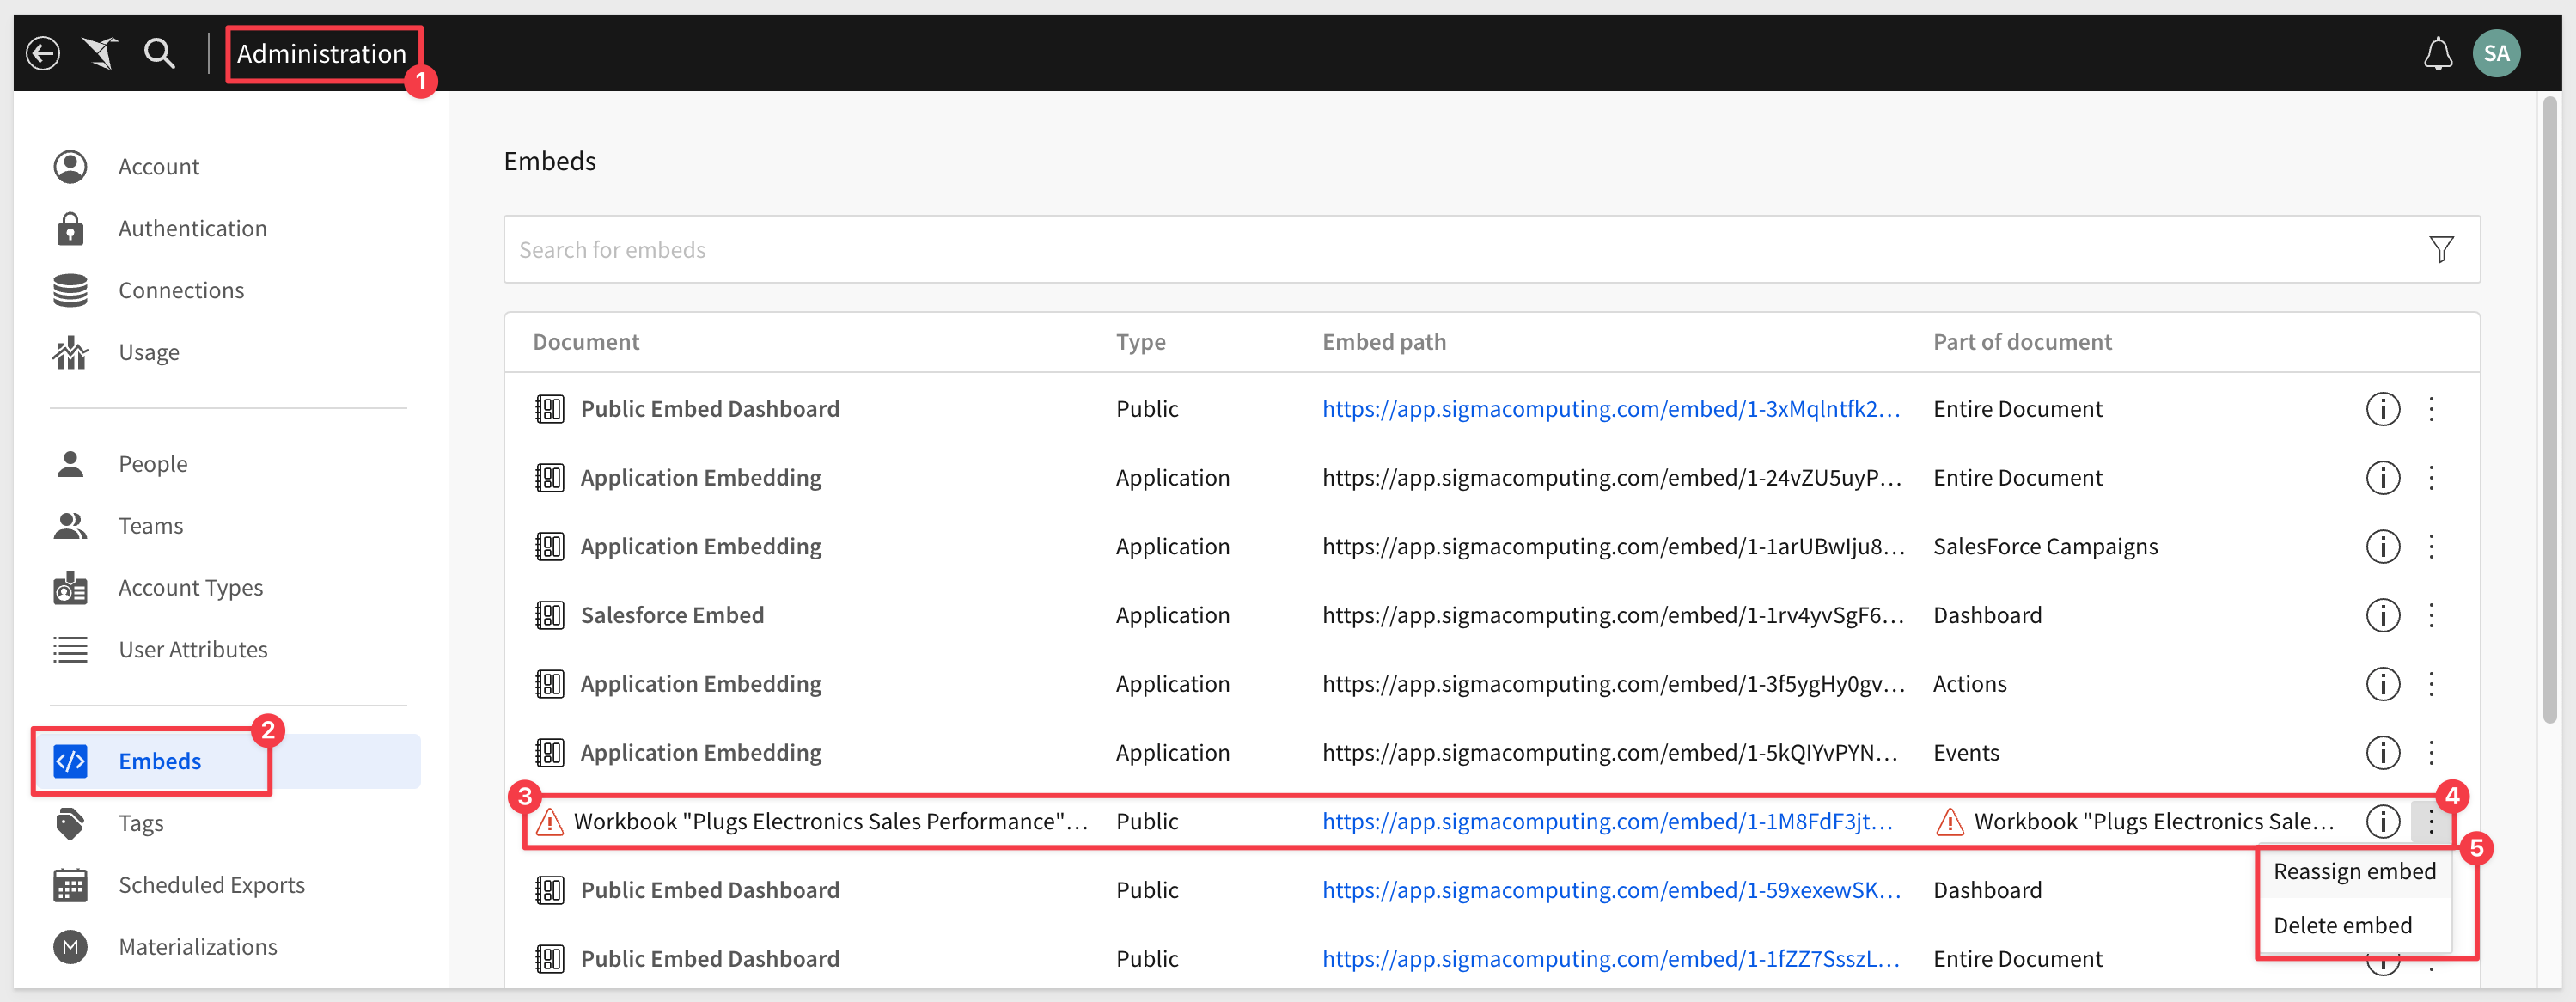 Administration
1
SA
Account
Authentication
Connections
Usage
People
Teams
Account Types
User Attributes
2
Embeds
Tags
Scheduled Exports
M
Materializations
Embeds
Search for embeds
Document Type Embed path Part of document
Public Embed Dashboard Public https://app.sigmacomputing.com/embed/1-3xMqlntfk2... Entire Document
Application Embedding Application https://app.sigmacomputing.com/embed/1-24vZU5uyP... Entire Document
Application Embedding Application https://app.sigmacomputing.com/embed/1-1arUBwIju8... SalesForce Campaigns
Salesforce Embed Application https://app.sigmacomputing.com/embed/1-1rv4yvSgF6... Dashboard
Application Embedding Application https://app.sigmacomputing.com/embed/1-3f5ygHy0gv... Actions
Application Embedding Application https://app.sigmacomputing.com/embed/1-5kQIYvPYN... Events
3 4
Workbook "Plugs Electronics Sales Performance"... Public https://app.sigmacomputing.com/embed/1-1M8FdF3jt... Workbook "Plugs Electronics Sale...
5
Reassign embed
Public Embed Dashboard Public https://app.sigmacomputing.com/embed/1-59xexewSK... Dashboard
Delete embed
Public Embed Dashboard Public https://app.sigmacomputing.com/embed/1-1fZZ7SsszL... Entire Document